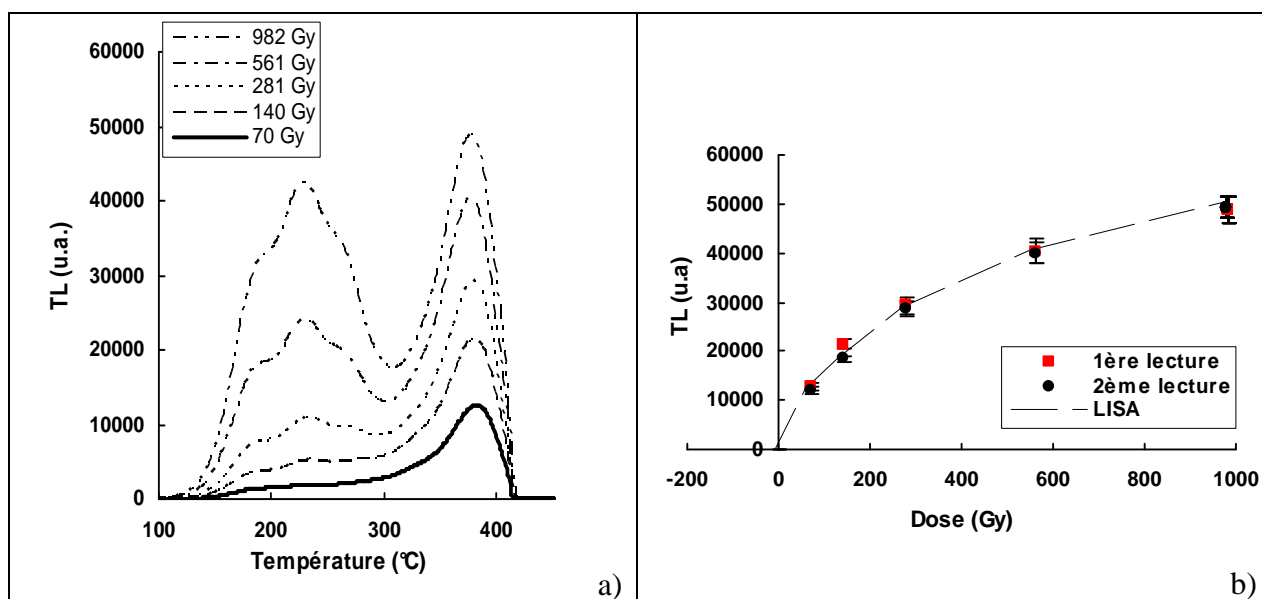 982 Gy
561 Gy
281 Gy
140 Gy
70 Gy
60000
50000
40000
30000
20000
10000
0
TL (u.a.)
100
200
300
400
Température (°C)
a)
60000
50000
40000
30000
20000
10000
0
TL (u.a)
-200
0
200
400
600
800
1000
Dose (Gy)
1ère lecture
2ème lecture
LISA
b)